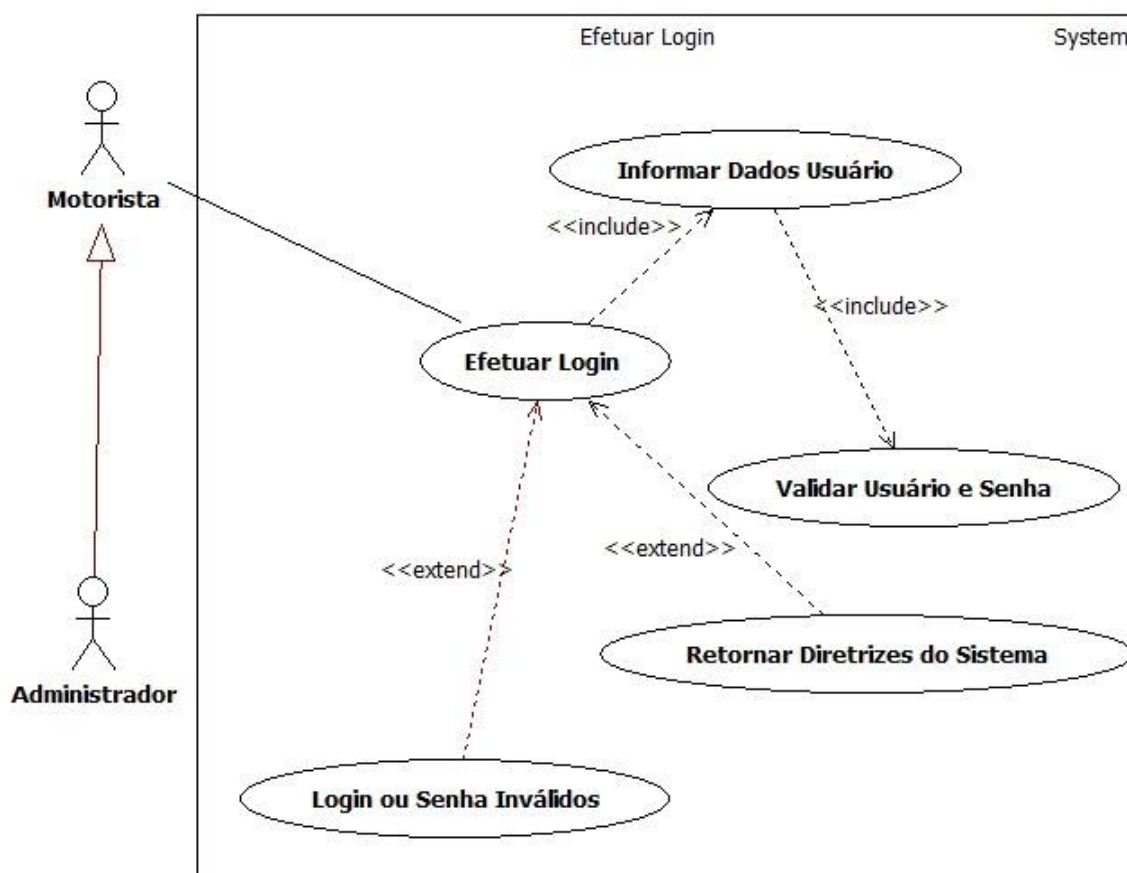 Efetuar Login
System
Motorista
Informar Dados Usuário
<<include>>
<<include>>
Efetuar Login
Validar Usuário e Senha
<<extend>>
<<extend>>
Retornar Diretrizes do Sistema
Administrador
Login ou Senha Inválidos